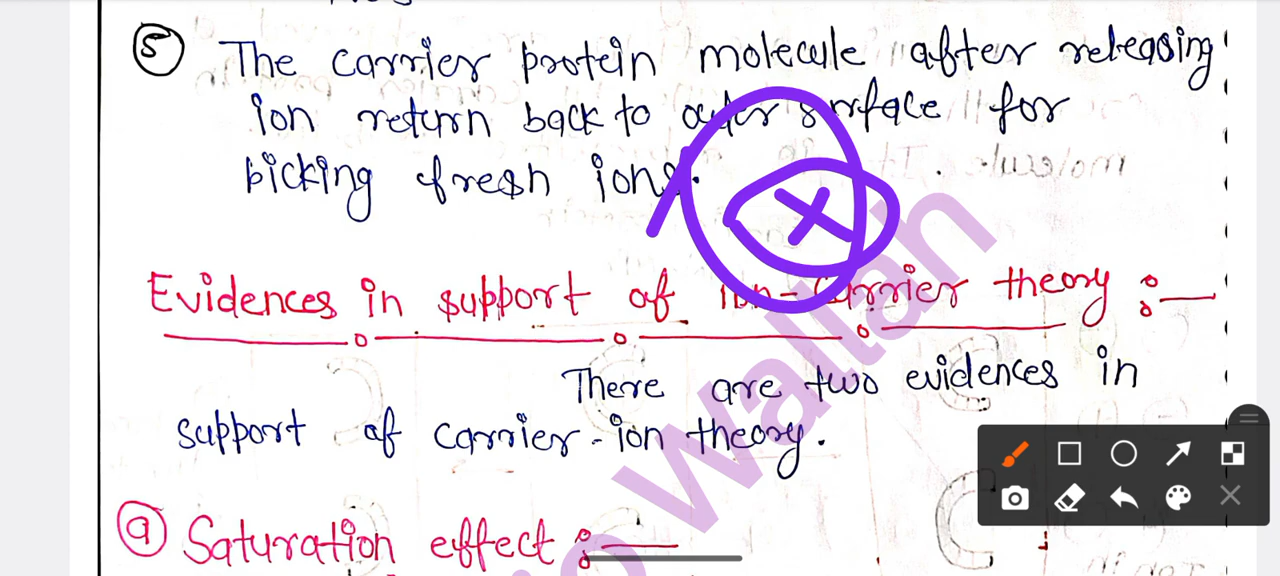 ⑤ The carrier protein molecule after releasing
ion return back to outer surface for
picking fresh ions.
Evidences in support of ion-carrier theory :—
There are two evidences in
support of carrier-ion theory.
ⓐ Saturation effect :—
o Wallah